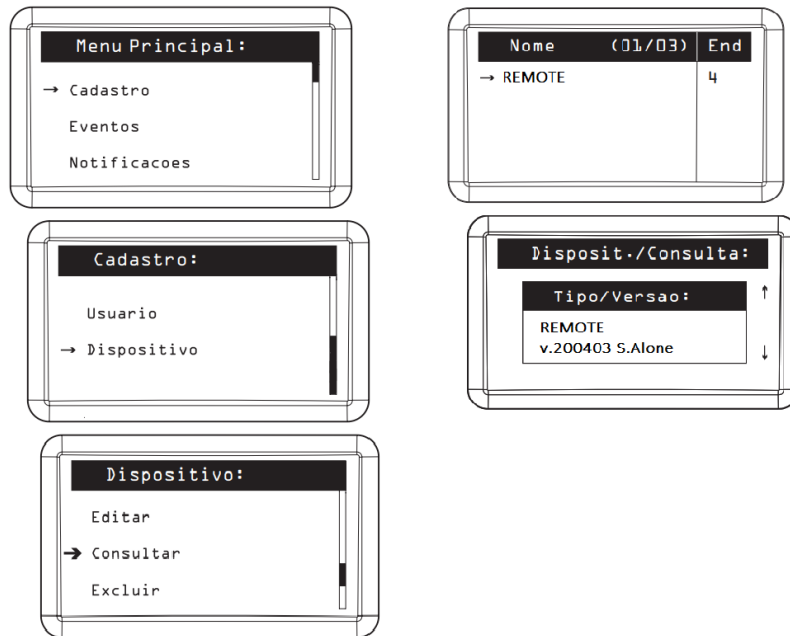 Menu Principal:
→ Cadastro
Eventos
Notificacoes
Cadastro:
Usuario
→ Dispositivo
Dispositivo:
Editar
➔ Consultar
Excluir
Nome (01/03) End
→ REMOTE 4
Disposit./Consulta:
Tipo/Versao: ↑
REMOTE
v.200403 S.Alone ↓